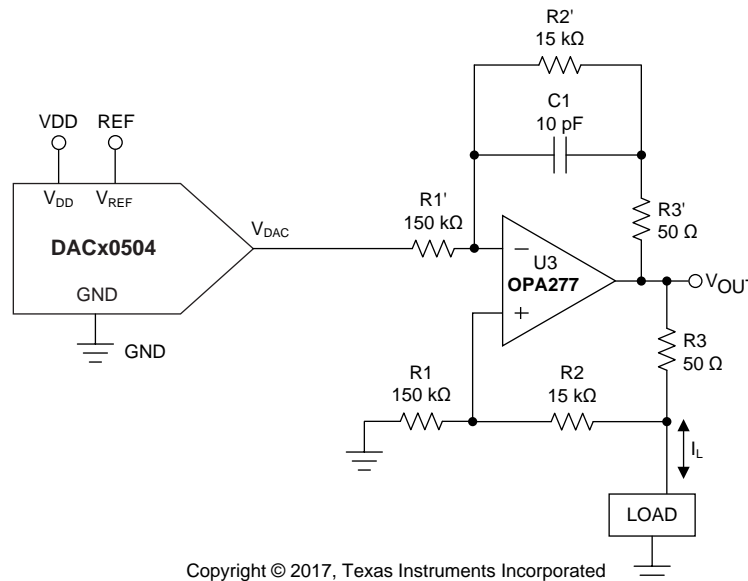 R2'
15 kΩ
C1
10 pF
VDD
REF
V_DD
V_REF
DACx0504
GND
GND
V_DAC
R1'
150 kΩ
R3'
50 Ω
−
U3
OPA277
+
V_OUT
R3
50 Ω
R1
150 kΩ
R2
15 kΩ
I_L
LOAD
Copyright © 2017, Texas Instruments Incorporated